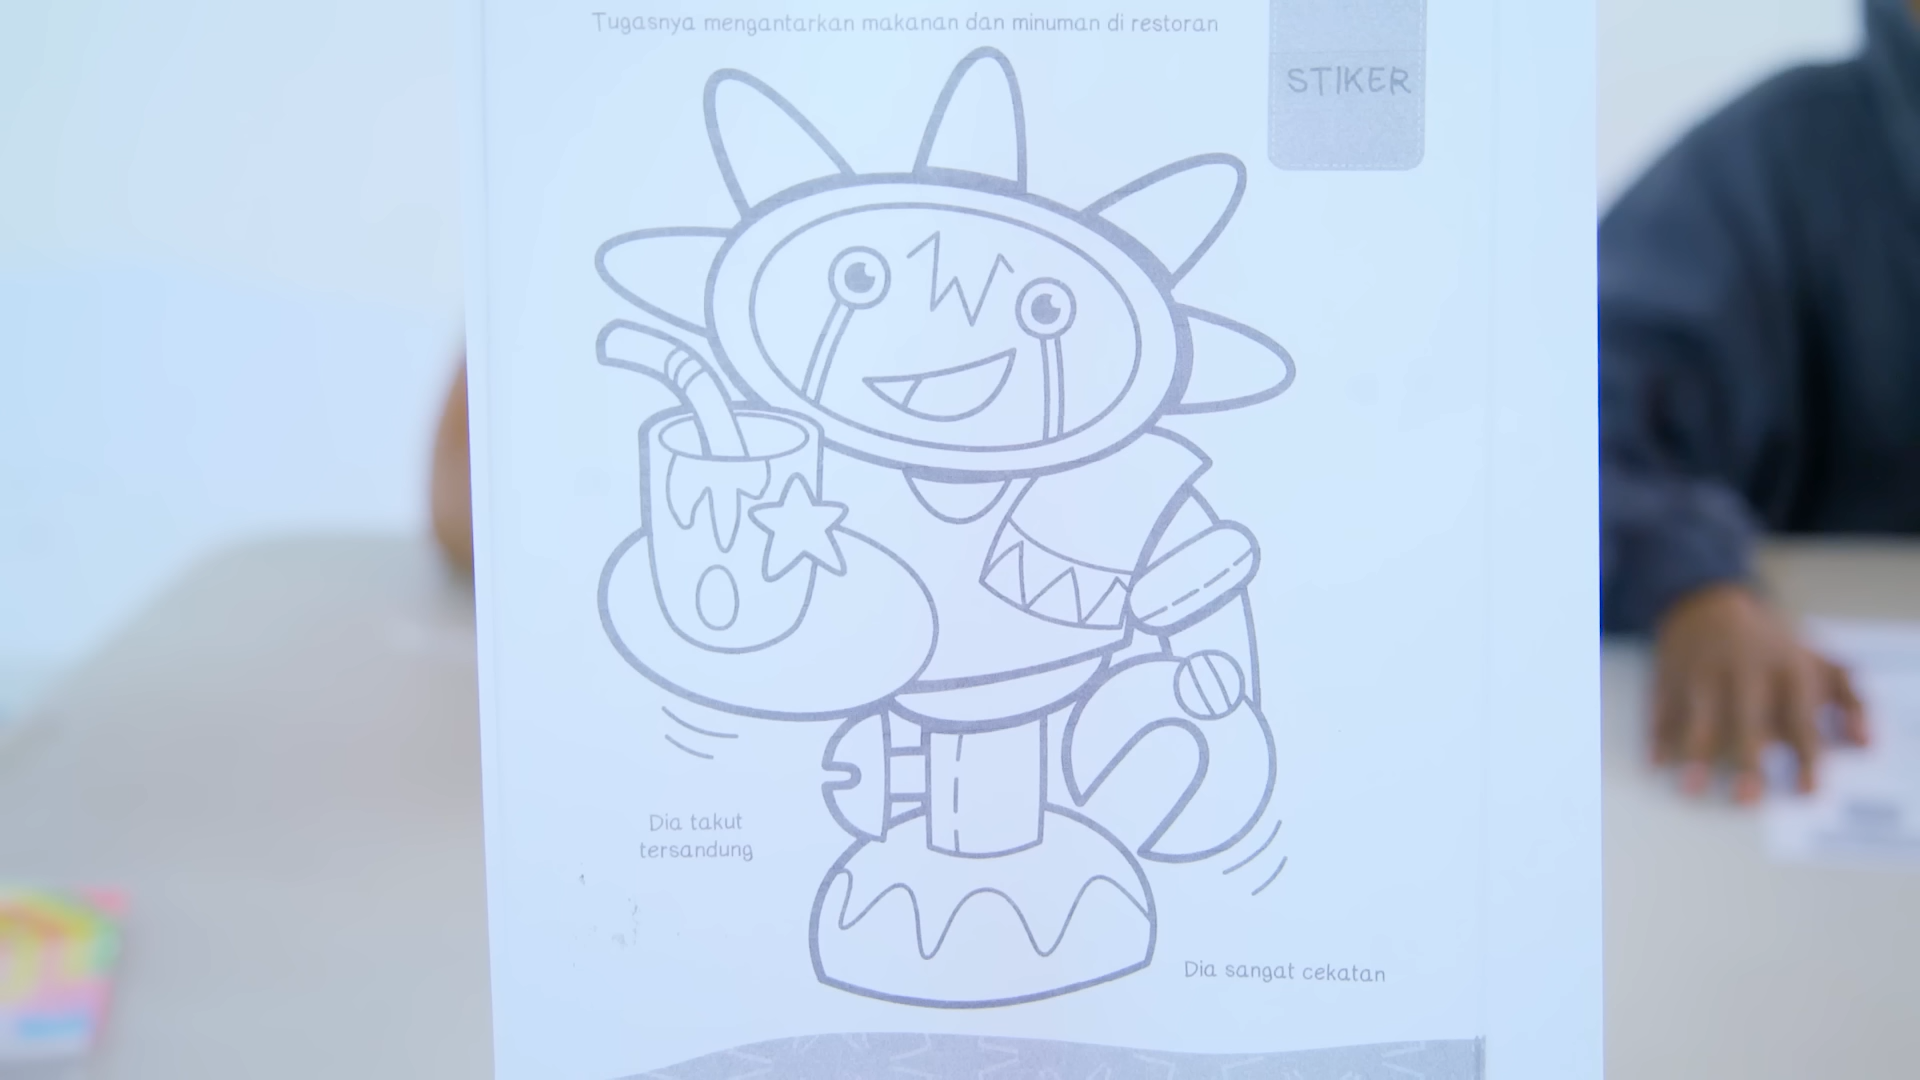 Tugasnya mengantarkan makanan dan minuman di restoran
STIKER
W
Dia takut
tersandung
Dia sangat cekatan